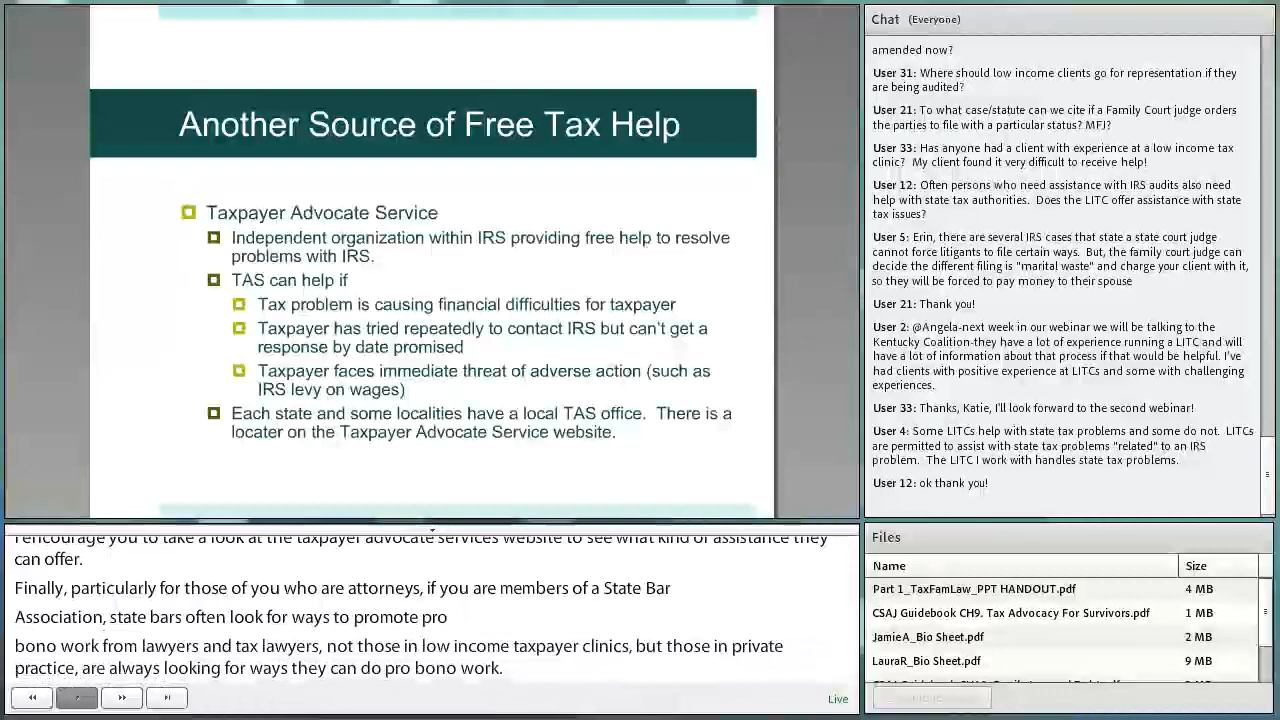 Another Source of Free Tax Help
Taxpayer Advocate Service
Independent organization within IRS providing free help to resolve
problems with IRS.
TAS can help if
Tax problem is causing financial difficulties for taxpayer
Taxpayer has tried repeatedly to contact IRS but can't get a
response by date promised
Taxpayer faces immediate threat of adverse action (such as
IRS levy on wages)
Each state and some localities have a local TAS office.  There is a
locater on the Taxpayer Advocate Service website.
I encourage you to take a look at the taxpayer advocate services website to see what kind of assistance they
can offer.
Finally, particularly for those of you who are attorneys, if you are members of a State Bar
Association, state bars often look for ways to promote pro
bono work from lawyers and tax lawyers, not those in low income taxpayer clinics, but those in private
practice, are always looking for ways they can do pro bono work.
Live
Chat (Everyone)
amended now?
User 31: Where should low income clients go for representation if they
are being audited?
User 21: To what case/statute can we cite if a Family Court judge orders
the parties to file with a particular status? MFJ?
User 33: Has anyone had a client with experience at a low income tax
clinic?  My client found it very difficult to receive help!
User 12: Often persons who need assistance with IRS audits also need
help with state tax authorities.  Does the LITC offer assistance with state
tax issues?
User 5: Erin, there are several IRS cases that state a state court judge
cannot force litigants to file certain ways.  But, the family court judge can
decide the different filing is "marital waste" and charge your client with it,
so they will be forced to pay money to their spouse
User 21: Thank you!
User 2: @Angela-next week in our webinar we will be talking to the
Kentucky Coalition-they have a lot of experience running a LITC and will
have a lot of information about that process if that would be helpful. I've
had clients with positive experience at LITCs and some with challenging
experiences.
User 33: Thanks, Katie, I'll look forward to the second webinar!
User 4: Some LITCs help with state tax problems and some do not.  LITCs
are permitted to assist with state tax problems "related" to an IRS
problem.  The LITC I work with handles state tax problems.
User 12: ok thank you!
Files
Name Size
Part 1_TaxFamLaw_PPT HANDOUT.pdf 4 MB
CSAJ Guidebook CH9. Tax Advocacy For Survivors.pdf 1 MB
JamieA_Bio Sheet.pdf 2 MB
LauraR_Bio Sheet.pdf 9 MB